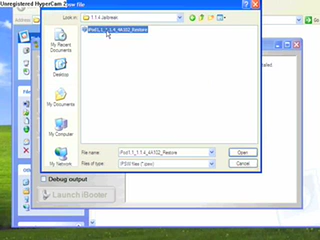 Unregistered HyperCam 2
w file
Look in:
1.1.4 Jailbreak
iPod1,1_1.1.4_4A102_Restore
My Recent
Documents
Desktop
My Documents
My Computer
My Network
File name:
iPod1,1_1.1.4_4A102_Restore
Open
Files of type:
IPSW files (*.ipsw)
Cancel
Debug output
Launch iBooter